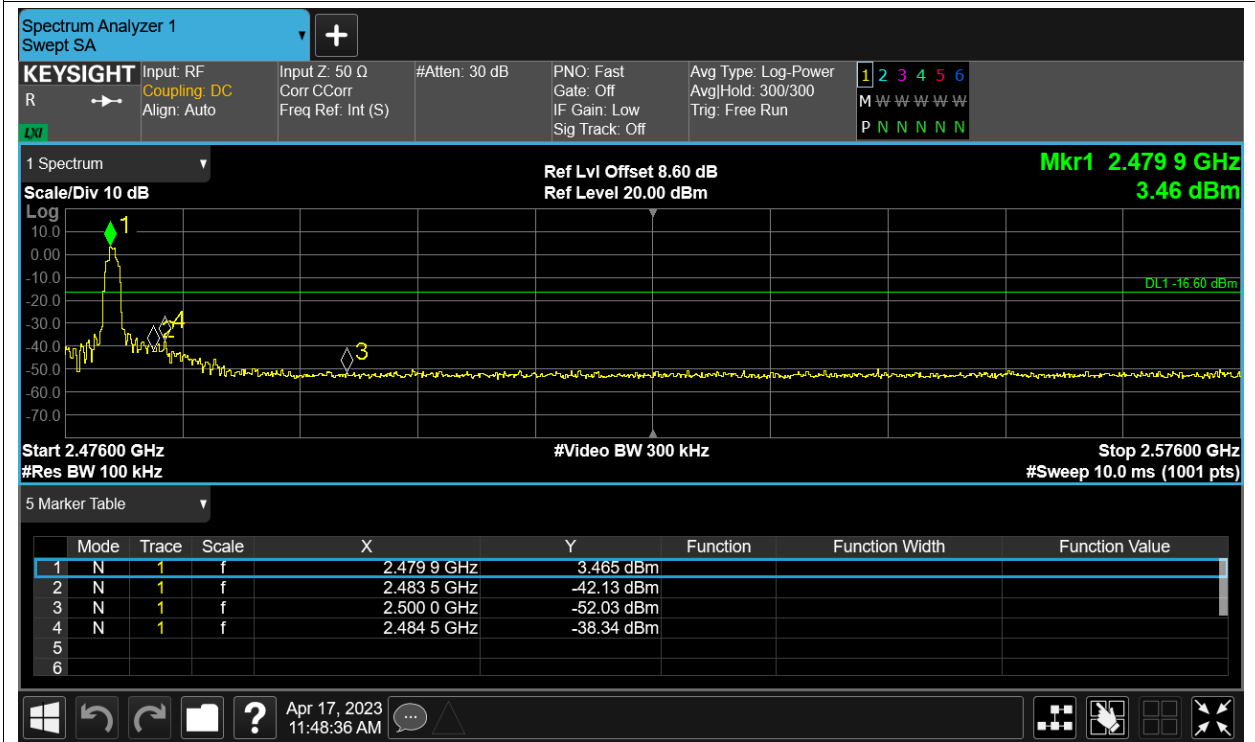 Spectrum Analyzer 1
Swept SA
+
KEYSIGHT Input: RF Input Z: 50 Ω #Atten: 30 dB PNO: Fast Avg Type: Log-Power 1 2 3 4 5 6
R Coupling: DC Corr CCorr Gate: Off Avg|Hold: 300/300 M W W W W W
Align: Auto Freq Ref: Int (S) IF Gain: Low Trig: Free Run
LXI Sig Track: Off P N N N N N
1 Spectrum Ref Lvl Offset 8.60 dB Mkr1 2.479 9 GHz
Scale/Div 10 dB Ref Level 20.00 dBm 3.46 dBm
Log
1
10.0
0.00
-10.0
DL1 -16.60 dBm
-20.0
-30.0
2 4
-40.0
3
-50.0
-60.0
-70.0
Start 2.47600 GHz #Video BW 300 kHz Stop 2.57600 GHz
#Res BW 100 kHz #Sweep 10.0 ms (1001 pts)
5 Marker Table
Mode Trace Scale X Y Function Function Width Function Value
1 N 1 f 2.479 9 GHz 3.465 dBm
2 N 1 f 2.483 5 GHz -42.13 dBm
3 N 1 f 2.500 0 GHz -52.03 dBm
4 N 1 f 2.484 5 GHz -38.34 dBm
5
6
? Apr 17, 2023
11:48:36 AM